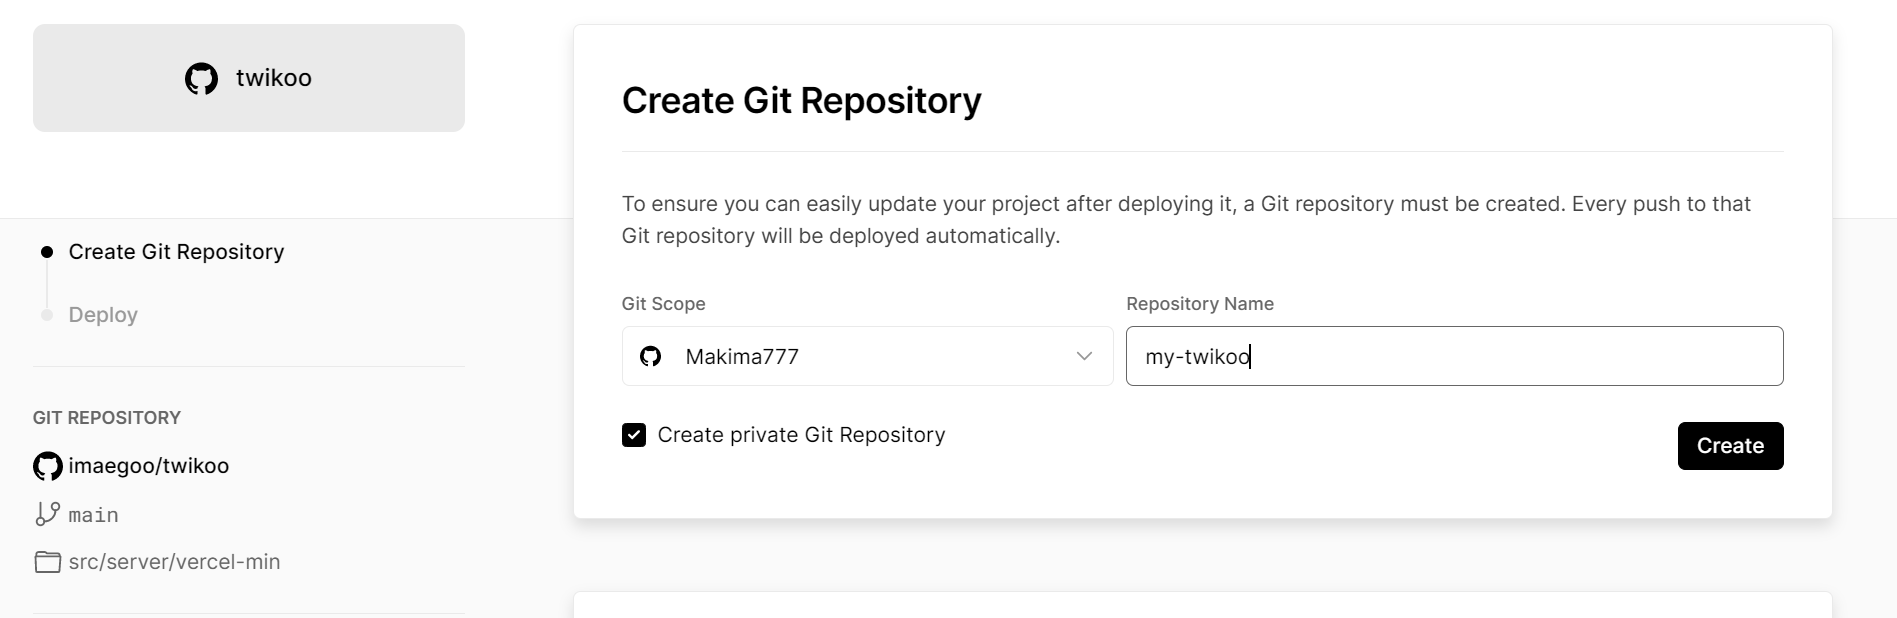 twikoo
Create Git Repository
Deploy
GIT REPOSITORY
imaegoo/twikoo
main
src/server/vercel-min
Create Git Repository
To ensure you can easily update your project after deploying it, a Git repository must be created. Every push to that
Git repository will be deployed automatically.
Git Scope
Repository Name
Makima777
my-twikoo
Create private Git Repository
Create